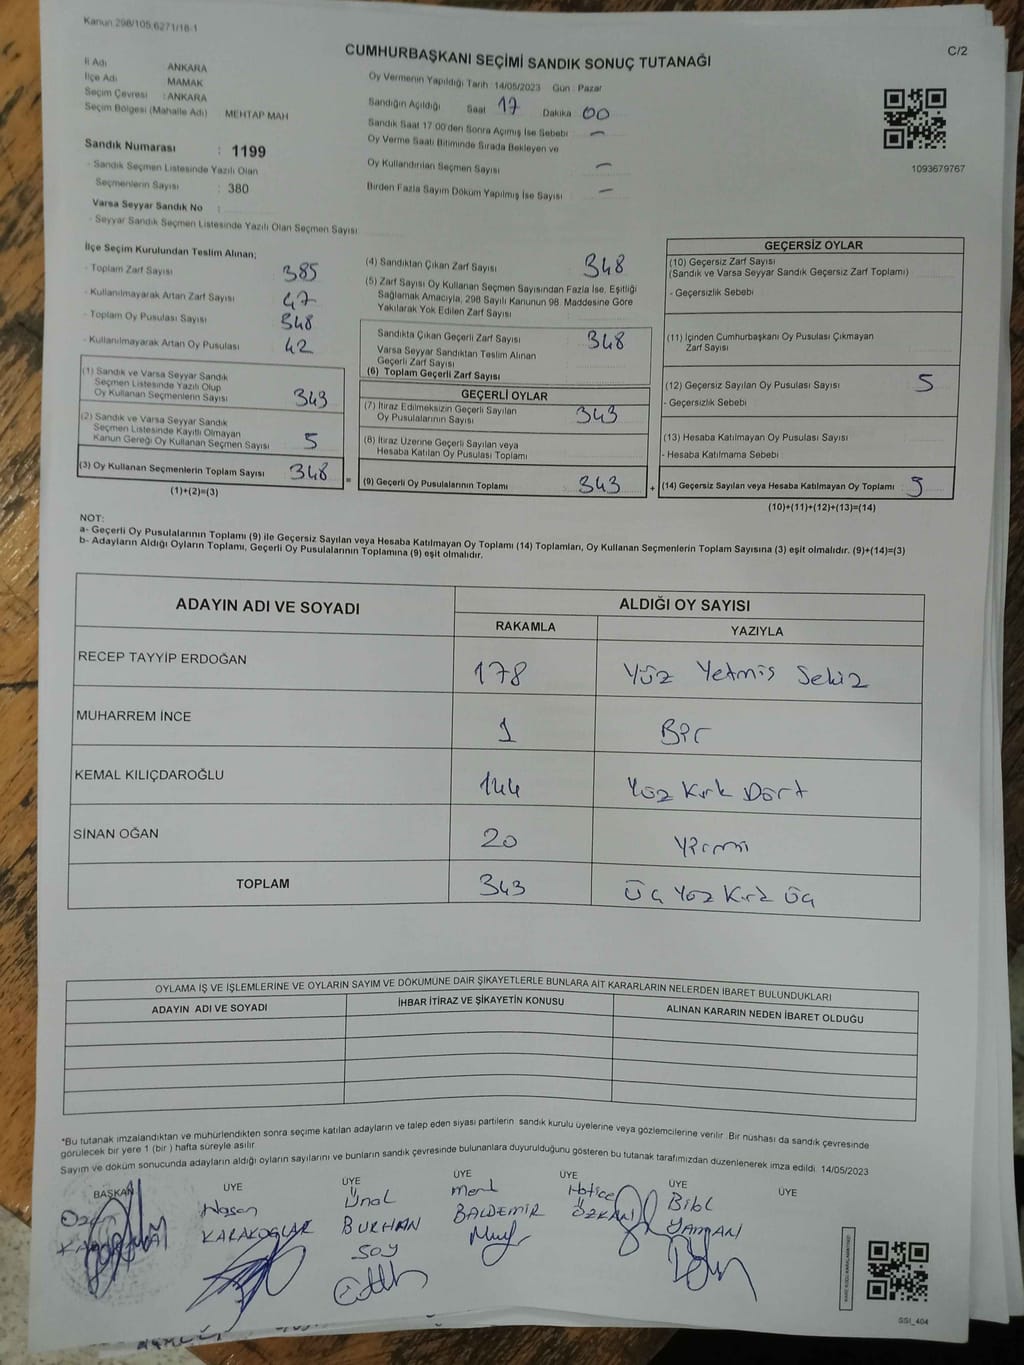 Kanun 298/105,6271/18-1
C/2
CUMHURBAŞKANI SEÇİMİ SANDIK SONUÇ TUTANAĞI
İl Adı ANKARA
İlçe Adı MAMAK
Seçim Çevresi : ANKARA
Seçim Bölgesi (Mahalle Adı) MEHTAP MAH
Oy Vermenin Yapıldığı Tarih : 14/05/2023 Gün : Pazar
Sandığın Açıldığı Saat 17 Dakika 00
Sandık Saat 17:00'den Sonra Açımış İse Sebebi : —
Oy Verme Saati Bitiminde Sırada Bekleyen ve
Oy Kullandırılan Seçmen Sayısı —
Birden Fazla Sayım Döküm Yapılmış İse Sayısı —
1093679767
Sandık Numarası : 1199
- Sandık Seçmen Listesinde Yazılı Olan
Seçmenlerin Sayısı : 380
Varsa Seyyar Sandık No :
- Seyyar Sandık Seçmen Listesinde Yazılı Olan Seçmen Sayısı
İlçe Seçim Kurulundan Teslim Alınan;
- Toplam Zarf Sayısı 385
- Kullanılmayarak Artan Zarf Sayısı 47
- Toplam Oy Pusulası Sayısı 348
- Kullanılmayarak Artan Oy Pusulası 42
(1) Sandık ve Varsa Seyyar Sandık
Seçmen Listesinde Yazılı Olup
Oy Kullanan Seçmenlerin Sayısı 343
(2) Sandık ve Varsa Seyyar Sandık
Seçmen Listesinde Kayıtlı Olmayan
Kanun Gereği Oy Kullanan Seçmen Sayısı 5
(3) Oy Kullanan Seçmenlerin Toplam Sayısı 348
(1)+(2)=(3)
(4) Sandıktan Çıkan Zarf Sayısı 348
(5) Zarf Sayısı Oy Kullanan Seçmen Sayısından Fazla İse, Eşitliği
Sağlamak Amacıyla, 298 Sayılı Kanunun 98. Maddesine Göre
Yakılarak Yok Edilen Zarf Sayısı
Sandıkta Çıkan Geçerli Zarf Sayısı 348
Varsa Seyyar Sandıktan Teslim Alınan
Geçerli Zarf Sayısı
(6) Toplam Geçerli Zarf Sayısı
GEÇERLİ OYLAR
(7) İtiraz Edilmeksizin Geçerli Sayılan
Oy Pusulalarının Sayısı 343
(8) İtiraz Üzerine Geçerli Sayılan veya
Hesaba Katılan Oy Pusulası Toplamı
= (9) Geçerli Oy Pusulalarının Toplamı 343 +
GEÇERSİZ OYLAR
(10) Geçersiz Zarf Sayısı
(Sandık ve Varsa Seyyar Sandık Geçersiz Zarf Toplamı)
- Geçersizlik Sebebi
(11) İçinden Cumhurbaşkanı Oy Pusulası Çıkmayan
Zarf Sayısı
(12) Geçersiz Sayılan Oy Pusulası Sayısı 5
- Geçersizlik Sebebi
(13) Hesaba Katılmayan Oy Pusulası Sayısı
- Hesaba Katılmama Sebebi
(14) Geçersiz Sayılan veya Hesaba Katılmayan Oy Toplamı 5
(10)+(11)+(12)+(13)=(14)
NOT:
a- Geçerli Oy Pusulalarının Toplamı (9) ile Geçersiz Sayılan veya Hesaba Katılmayan Oy Toplamı (14) Toplamları, Oy Kullanan Seçmenlerin Toplam Sayısına (3) eşit olmalıdır. (9)+(14)=(3)
b- Adayların Aldığı Oyların Toplamı, Geçerli Oy Pusulalarının Toplamına (9) eşit olmalıdır.
ADAYIN ADI VE SOYADI ALDIĞI OY SAYISI
RAKAMLA YAZIYLA
RECEP TAYYİP ERDOĞAN 178 Yüz Yetmiş Sekiz
MUHARREM İNCE 1 Bir
KEMAL KILIÇDAROĞLU 144 Yüz Kırk Dört
SİNAN OĞAN 20 Yirmi
TOPLAM 343 Üç Yüz Kırk Üç
OYLAMA İŞ VE İŞLEMLERİNE VE OYLARIN SAYIM VE DÖKÜMÜNE DAİR ŞİKAYETLERLE BUNLARA AİT KARARLARIN NELERDEN İBARET BULUNDUKLARI
ADAYIN ADI VE SOYADI İHBAR İTİRAZ VE ŞİKAYETİN KONUSU ALINAN KARARIN NEDEN İBARET OLDUĞU
*Bu tutanak imzalandıktan ve mühürlendikten sonra seçime katılan adayların ve talep eden siyasi partilerin sandık kurulu üyelerine veya gözlemcilerine verilir. Bir nüshası da sandık çevresinde
görülecek bir yere 1 (bir ) hafta süreyle asılır.
Sayım ve döküm sonucunda adayların aldığı oyların sayılarını ve bunların sandık çevresinde bulunanlara duyurulduğunu gösteren bu tutanak tarafımızdan düzenlenerek imza edildi. 14/05/2023
BAŞKAN ÜYE ÜYE ÜYE ÜYE ÜYE ÜYE
Hasan Ünal Mert Hatice
KARAKOÇLAR BURHAN BALDEMİR ÖZKAN YAMAN
SOY
SSI_404